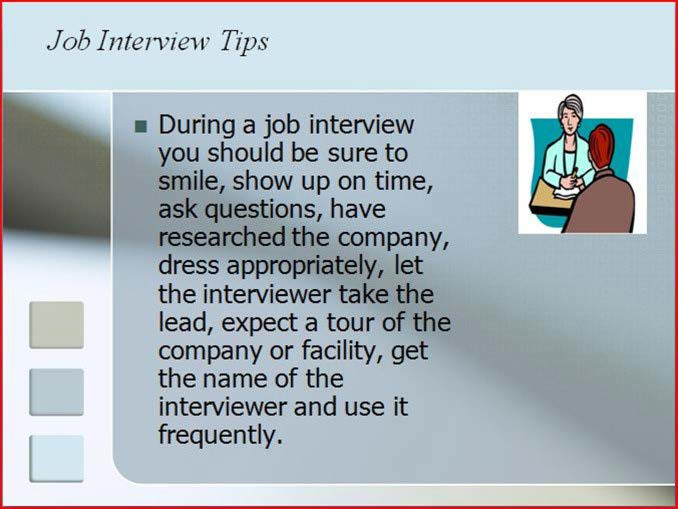 Job Interview Tips
During a job interview
you should be sure to
smile, show up on time,
ask questions, have
researched the company,
dress appropriately, let
the interviewer take the
lead, expect a tour of the
company or facility, get
the name of the
interviewer and use it
frequently.